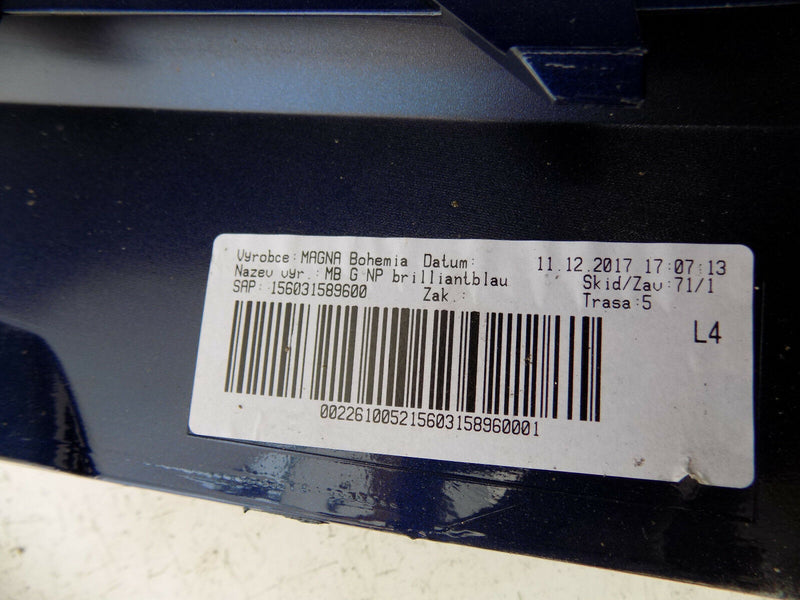 Vyrobce: MAGNA Bohemia Datum: 11.12.2017 17:07:13
Nazev vyr.: MB G NP brilliantblau Skid/Zav:71/1
SAP: 156031589600 Zak.: Trasa:5
L4
00226100521560315896001